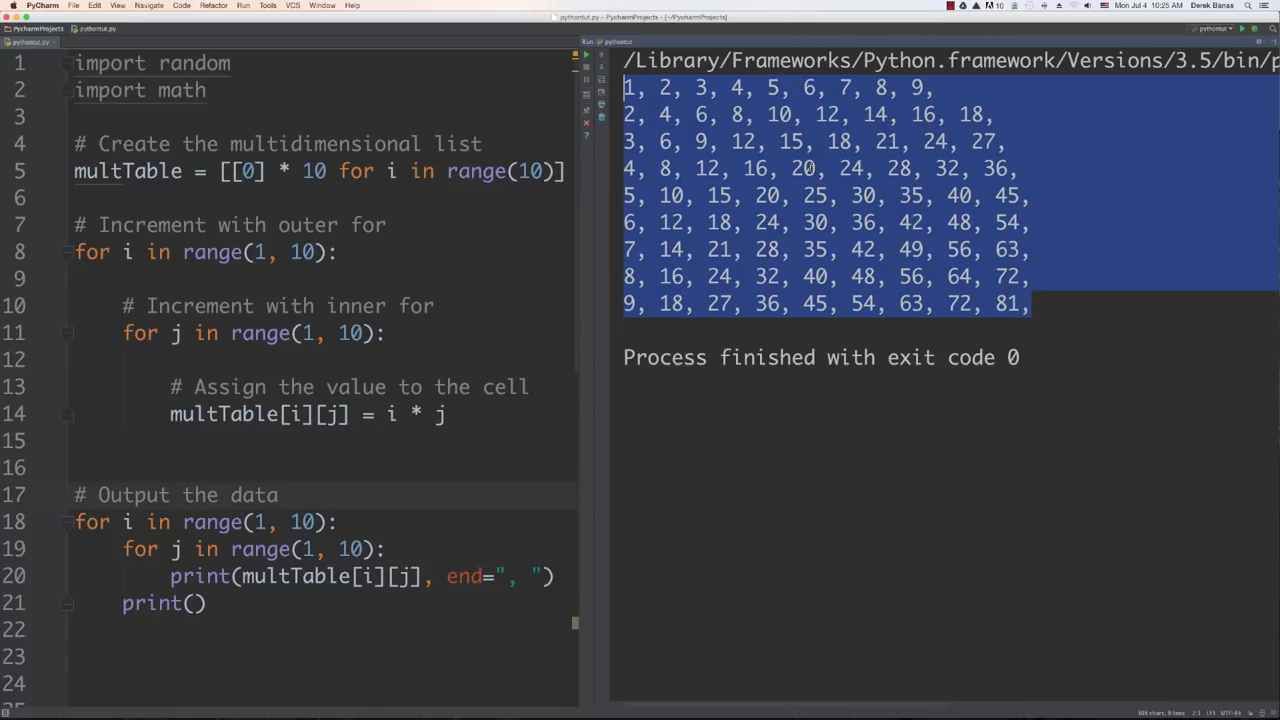 PyCharm File Edit View Navigate Code Refactor Run Tools VCS Window Help
10 Mon Jul 4 10:25 AM Derek Banas
pythontut.py - PycharmProjects - [~/PycharmProjects]
PycharmProjects pythontut.py
pythontut
pythontut.py
Run pythontut
1 import random
2 import math
3
4 # Create the multidimensional list
5 multTable = [[0] * 10 for i in range(10)]
6
7 # Increment with outer for
8 for i in range(1, 10):
9
10 # Increment with inner for
11 for j in range(1, 10):
12
13 # Assign the value to the cell
14 multTable[i][j] = i * j
15
16
17 # Output the data
18 for i in range(1, 10):
19 for j in range(1, 10):
20 print(multTable[i][j], end=", ")
21 print()
22
23
24
/Library/Frameworks/Python.framework/Versions/3.5/bin/p
1, 2, 3, 4, 5, 6, 7, 8, 9,
2, 4, 6, 8, 10, 12, 14, 16, 18,
3, 6, 9, 12, 15, 18, 21, 24, 27,
4, 8, 12, 16, 20, 24, 28, 32, 36,
5, 10, 15, 20, 25, 30, 35, 40, 45,
6, 12, 18, 24, 30, 36, 42, 48, 54,
7, 14, 21, 28, 35, 42, 49, 56, 63,
8, 16, 24, 32, 40, 48, 56, 64, 72,
9, 18, 27, 36, 45, 54, 63, 72, 81,
Process finished with exit code 0
2:1 UTF-8